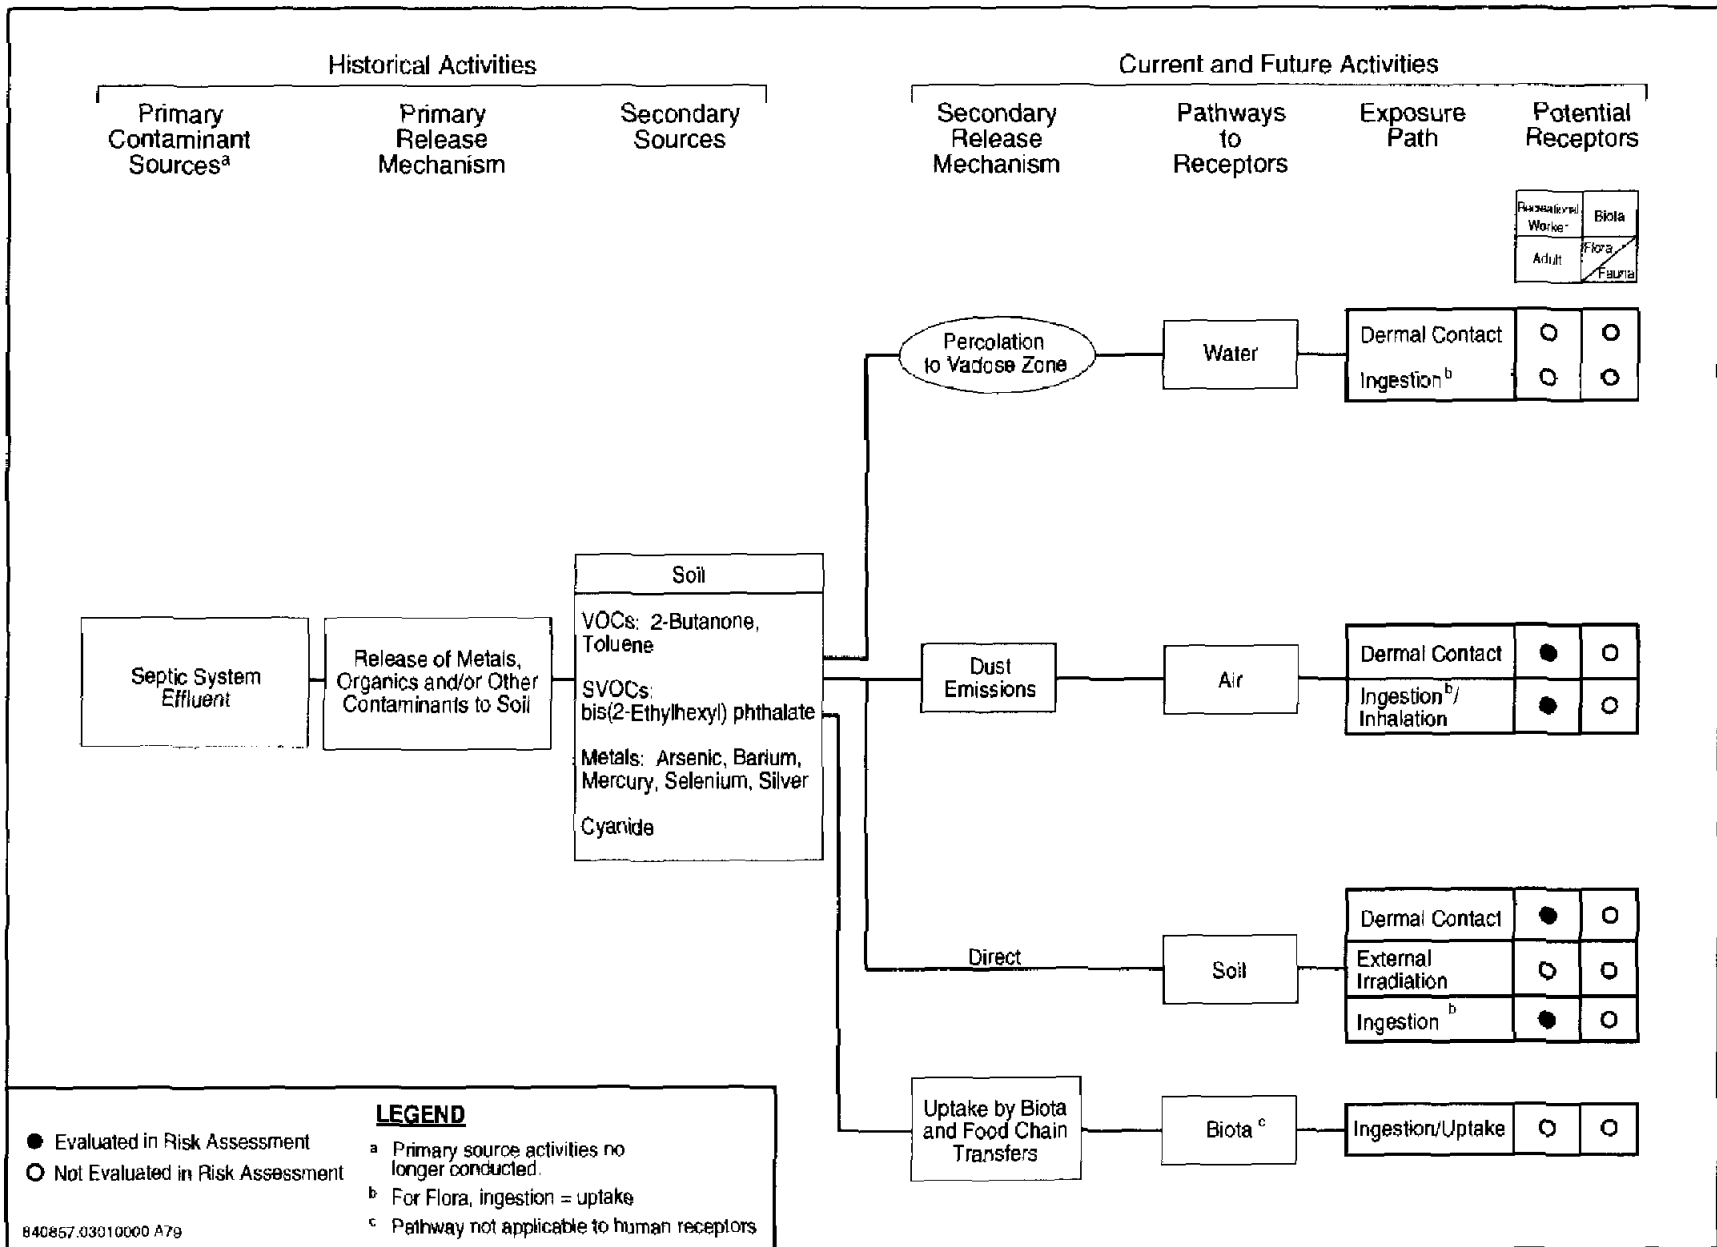 Historical Activities
Current and Future Activities
Primary
Contaminant
Sources^a
Primary
Release
Mechanism
Secondary
Sources
Secondary
Release
Mechanism
Pathways
to
Receptors
Exposure
Path
Potential
Receptors
Recreational
Worker
Biota
Adult
Flora
Fauna
Percolation
to Vadose Zone
Water
Dermal Contact
Ingestion^b
Septic System
Effluent
Release of Metals,
Organics and/or Other
Contaminants to Soil
Soil
VOCs: 2-Butanone,
Toluene
SVOCs:
bis(2-Ethylhexyl) phthalate
Metals: Arsenic, Barium,
Mercury, Selenium, Silver
Cyanide
Dust
Emissions
Air
Dermal Contact
Ingestion^b/
Inhalation
Direct
Soil
Dermal Contact
External
Irradiation
Ingestion^b
Uptake by Biota
and Food Chain
Transfers
Biota^c
Ingestion/Uptake
LEGEND
Evaluated in Risk Assessment
Not Evaluated in Risk Assessment
a Primary source activities no
longer conducted.
b For Flora, ingestion = uptake
c Pathway not applicable to human receptors
840857.03010000 A79